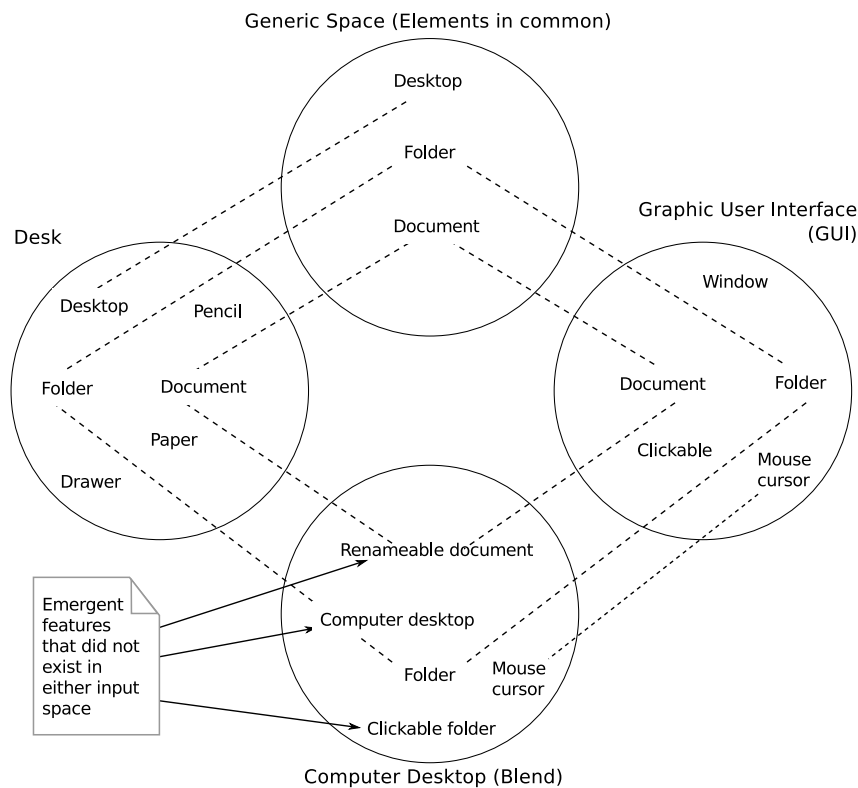 Generic Space (Elements in common)
Desktop
Folder
Document
Desk
Desktop
Pencil
Folder
Document
Paper
Drawer
Graphic User Interface
(GUI)
Window
Document
Folder
Clickable
Mouse
cursor
Renameable document
Computer desktop
Folder
Mouse
cursor
Clickable folder
Computer Desktop (Blend)
Emergent
features
that did not
exist in
either input
space